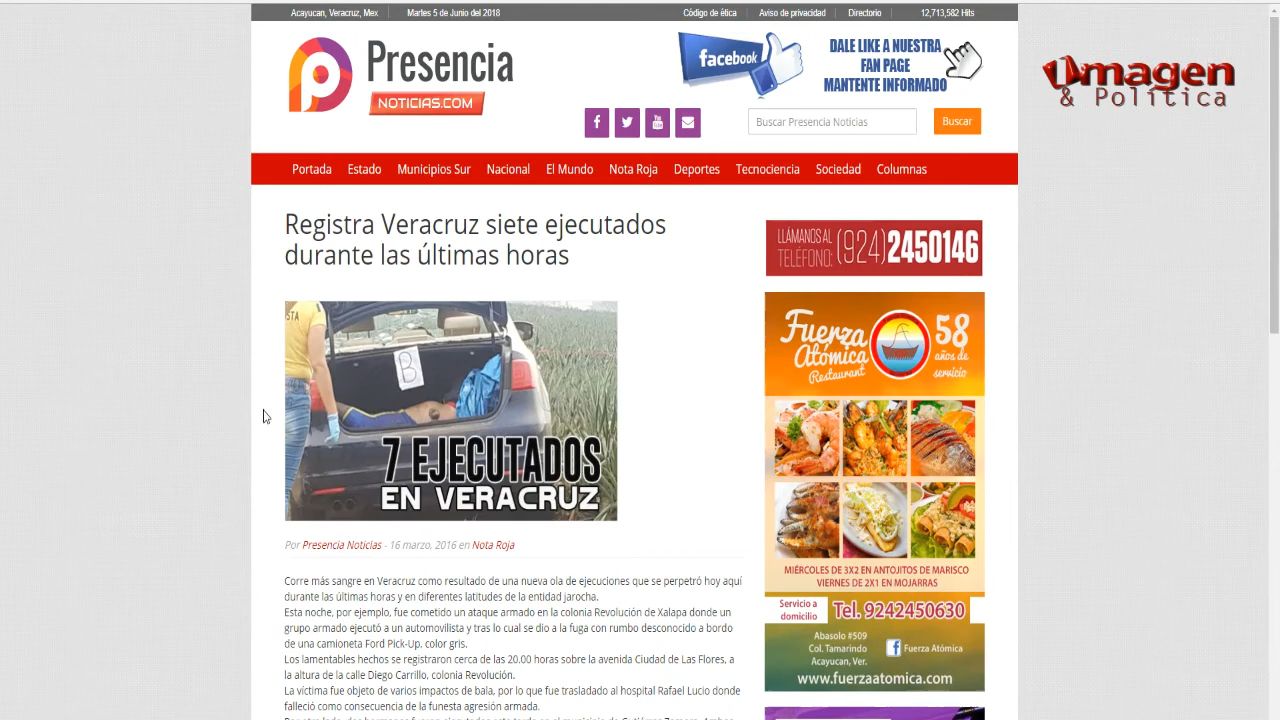 Acayucan, Veracruz, Mex
Martes 5 de Junio del 2018
Código de ética
Aviso de privacidad
Directorio
12,713,582 Hits
Presencia
NOTICIAS.COM
facebook
DALE LIKE A NUESTRA
FAN PAGE
MANTENTE INFORMADO
Imagen
& Política
Buscar Presencia Noticias
Buscar
Portada Estado Municipios Sur Nacional El Mundo Nota Roja Deportes Tecnociencia Sociedad Columnas
Registra Veracruz siete ejecutados
durante las últimas horas
STA
B
7 EJECUTADOS
EN VERACRUZ
Por Presencia Noticias - 16 marzo, 2016 en Nota Roja
Corre más sangre en Veracruz como resultado de una nueva ola de ejecuciones que se perpetró hoy aquí
durante las últimas horas y en diferentes latitudes de la entidad jarocha.
Esta noche, por ejemplo, fue cometido un ataque armado en la colonia Revolución de Xalapa donde un
grupo armado ejecutó a un automovilista y tras lo cual se dio a la fuga con rumbo desconocido a bordo
de una camioneta Ford Pick-Up, color gris.
Los lamentables hechos se registraron cerca de las 20.00 horas sobre la avenida Ciudad de Las Flores, a
la altura de la calle Diego Carrillo, colonia Revolución.
La víctima fue objeto de varios impactos de bala, por lo que fue trasladado al hospital Rafael Lucio donde
falleció como consecuencia de la funesta agresión armada.
LLÁMANOS AL
TELÉFONO: (924)2450146
Fuerza
Atómica
Restaurant
58
años de
servicio
MIÉRCOLES DE 3X2 EN ANTOJITOS DE MARISCO
VIERNES DE 2X1 EN MOJARRAS
Servicio a
domicilio
Tel. 9242450630
Abasolo #509
Col. Tamarindo
Acayucan, Ver.
Fuerza Atómica
www.fuerzaatomica.com